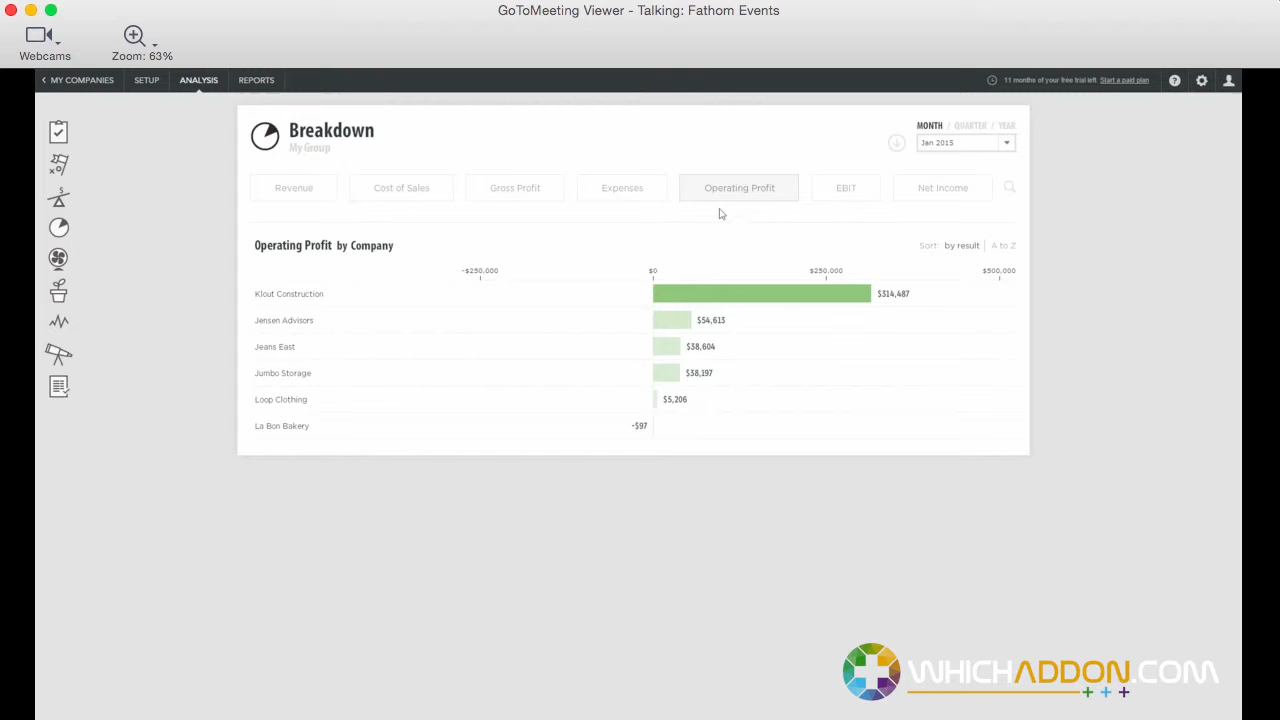 GoToMeeting Viewer - Talking: Fathom Events
Webcams
Zoom: 63%
MY COMPANIES
SETUP
ANALYSIS
REPORTS
11 months of your free trial left. Start a paid plan
?
Breakdown
My Group
MONTH / QUARTER / YEAR
Jan 2015
Revenue
Cost of Sales
Gross Profit
Expenses
Operating Profit
EBIT
Net Income
Operating Profit by Company
Sort: by result | A to Z
-$250,000
$0
$250,000
$500,000
Klout Construction $314,487
Jensen Advisors $54,613
Jeans East $38,604
Jumbo Storage $38,197
Loop Clothing $5,206
La Bon Bakery -$97
WHICHADDON.COM